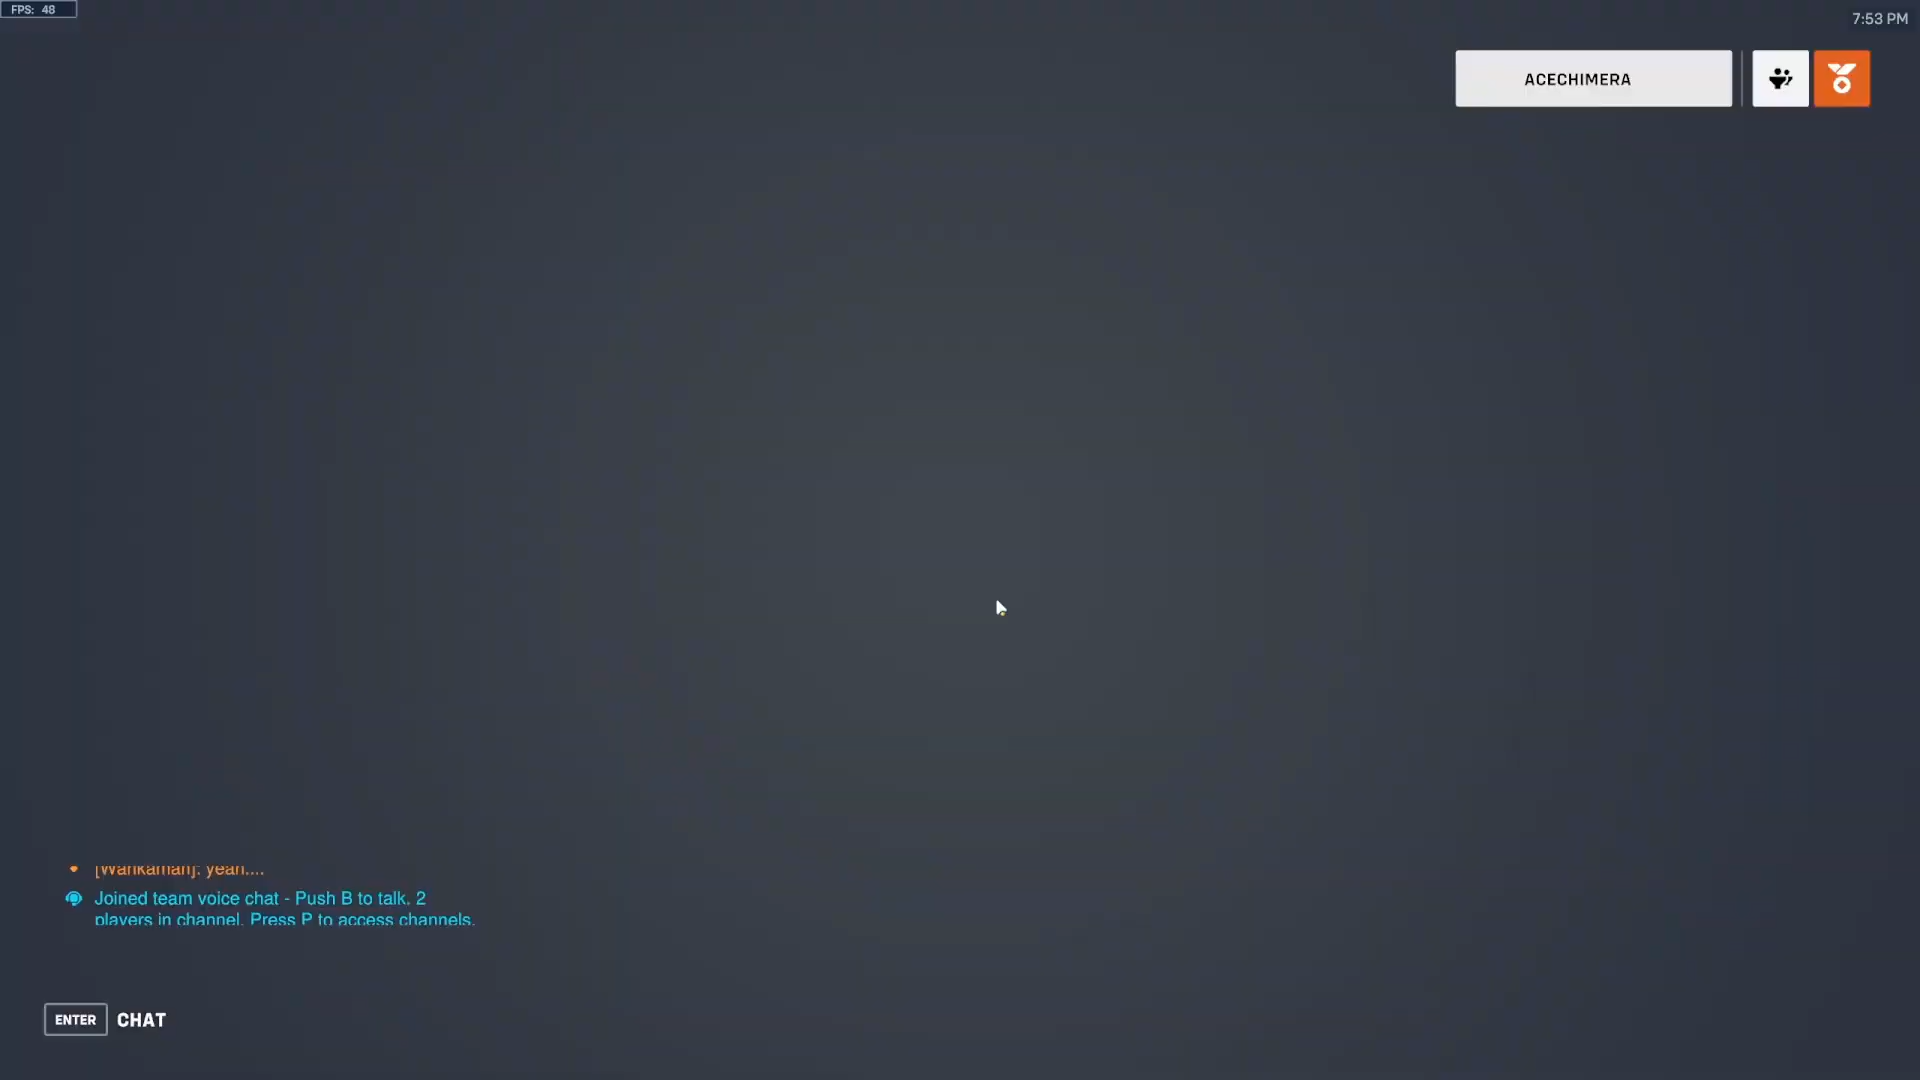 FPS: 48
7:53 PM
ACECHIMERA
[Wankaman]: yeah....
Joined team voice chat - Push B to talk. 2
players in channel. Press P to access channels.
ENTER CHAT